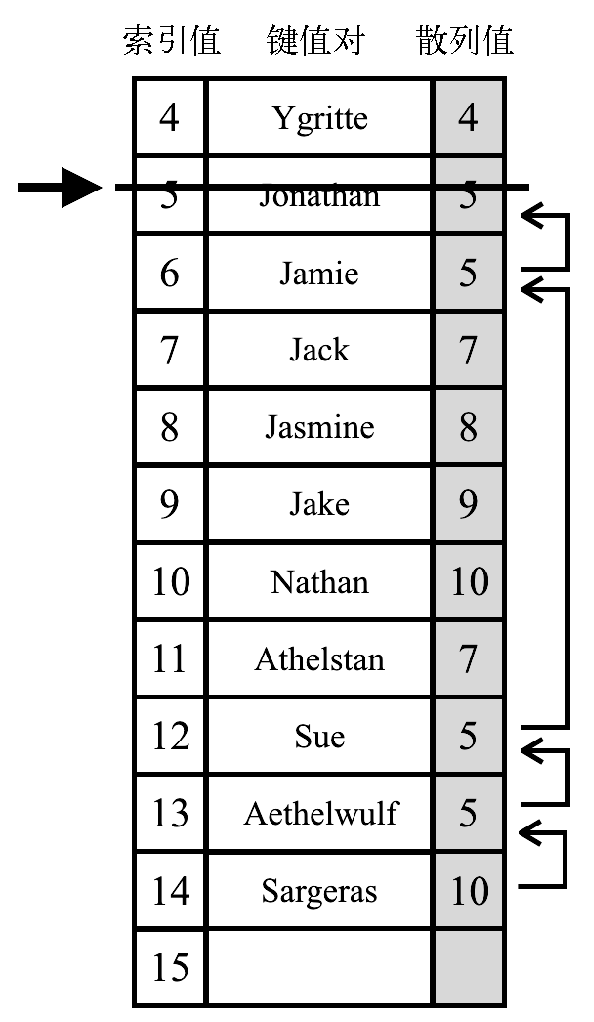 索引值 键值对 散列值
4 Ygritte 4
5 Jonathan 5
6 Jamie 5
7 Jack 7
8 Jasmine 8
9 Jake 9
10 Nathan 10
11 Athelstan 7
12 Sue 5
13 Aethelwulf 5
14 Sargeras 10
15